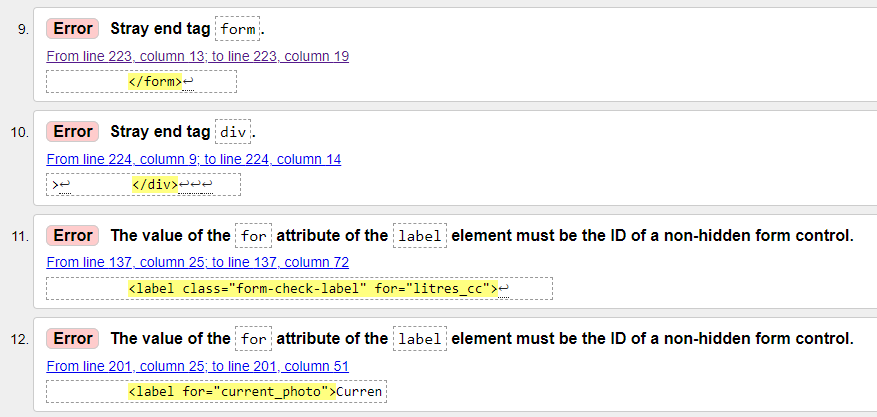 9. Error Stray end tag form.
From line 223, column 13; to line 223, column 19
</form>↩
10. Error Stray end tag div.
From line 224, column 9; to line 224, column 14
>↩ </div>↩↩↩
11. Error The value of the for attribute of the label element must be the ID of a non-hidden form control.
From line 137, column 25; to line 137, column 72
<label class="form-check-label" for="litres_cc">↩
12. Error The value of the for attribute of the label element must be the ID of a non-hidden form control.
From line 201, column 25; to line 201, column 51
<label for="current_photo">Curren